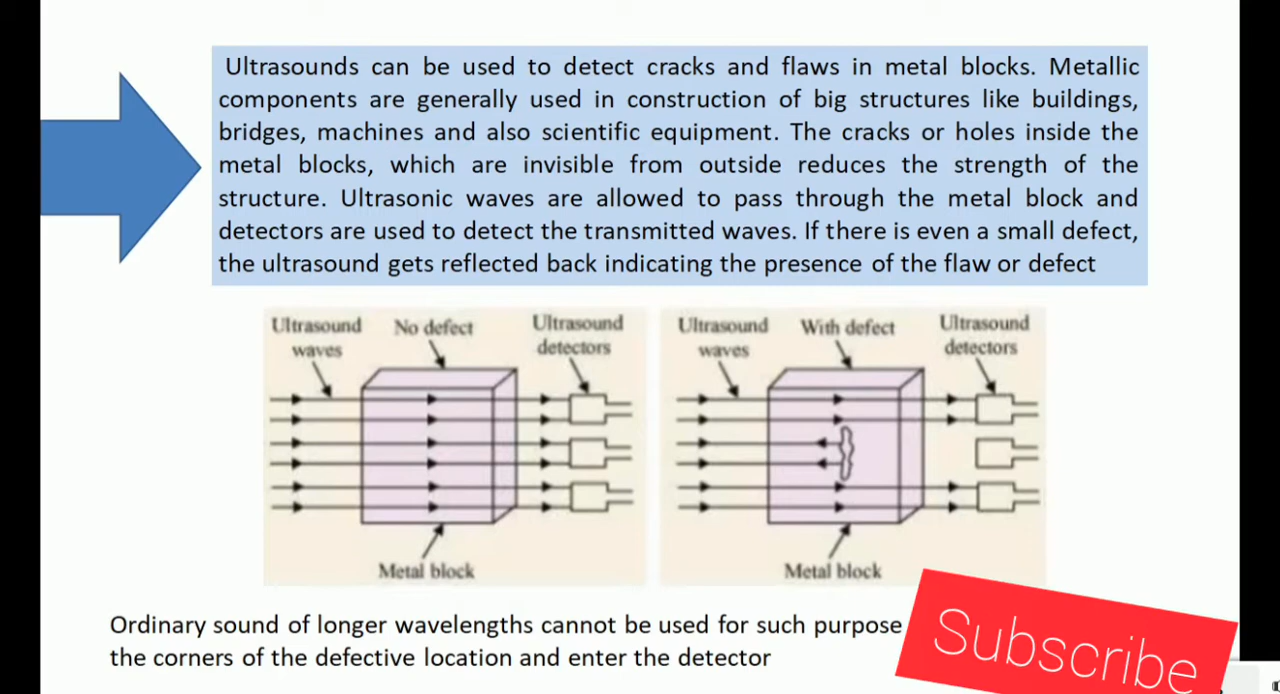 Ultrasounds can be used to detect cracks and flaws in metal blocks. Metallic
components are generally used in construction of big structures like buildings,
bridges, machines and also scientific equipment. The cracks or holes inside the
metal blocks, which are invisible from outside reduces the strength of the
structure. Ultrasonic waves are allowed to pass through the metal block and
detectors are used to detect the transmitted waves. If there is even a small defect,
the ultrasound gets reflected back indicating the presence of the flaw or defect
Ultrasound waves
No defect
Ultrasound detectors
Metal block
Ultrasound waves
With defect
Ultrasound detectors
Metal block
Ordinary sound of longer wavelengths cannot be used for such purpose
the corners of the defective location and enter the detector
Subscribe